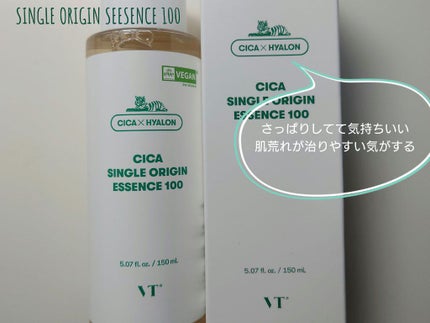 SINGLE ORIGIN SEESENCE 100
CICA×HYALON
VEGAN
CICA
SINGLE ORIGIN
ESSENCE 100
5.07 fl. oz. / 150 mL
VT
CICA×HYALON
CICA
SINGLE ORIGIN
ESSENCE 100
さっぱりしてて気持ちいい
肌荒れが治りやすい気がする
5.07 fl. oz. / 150 mL
VT